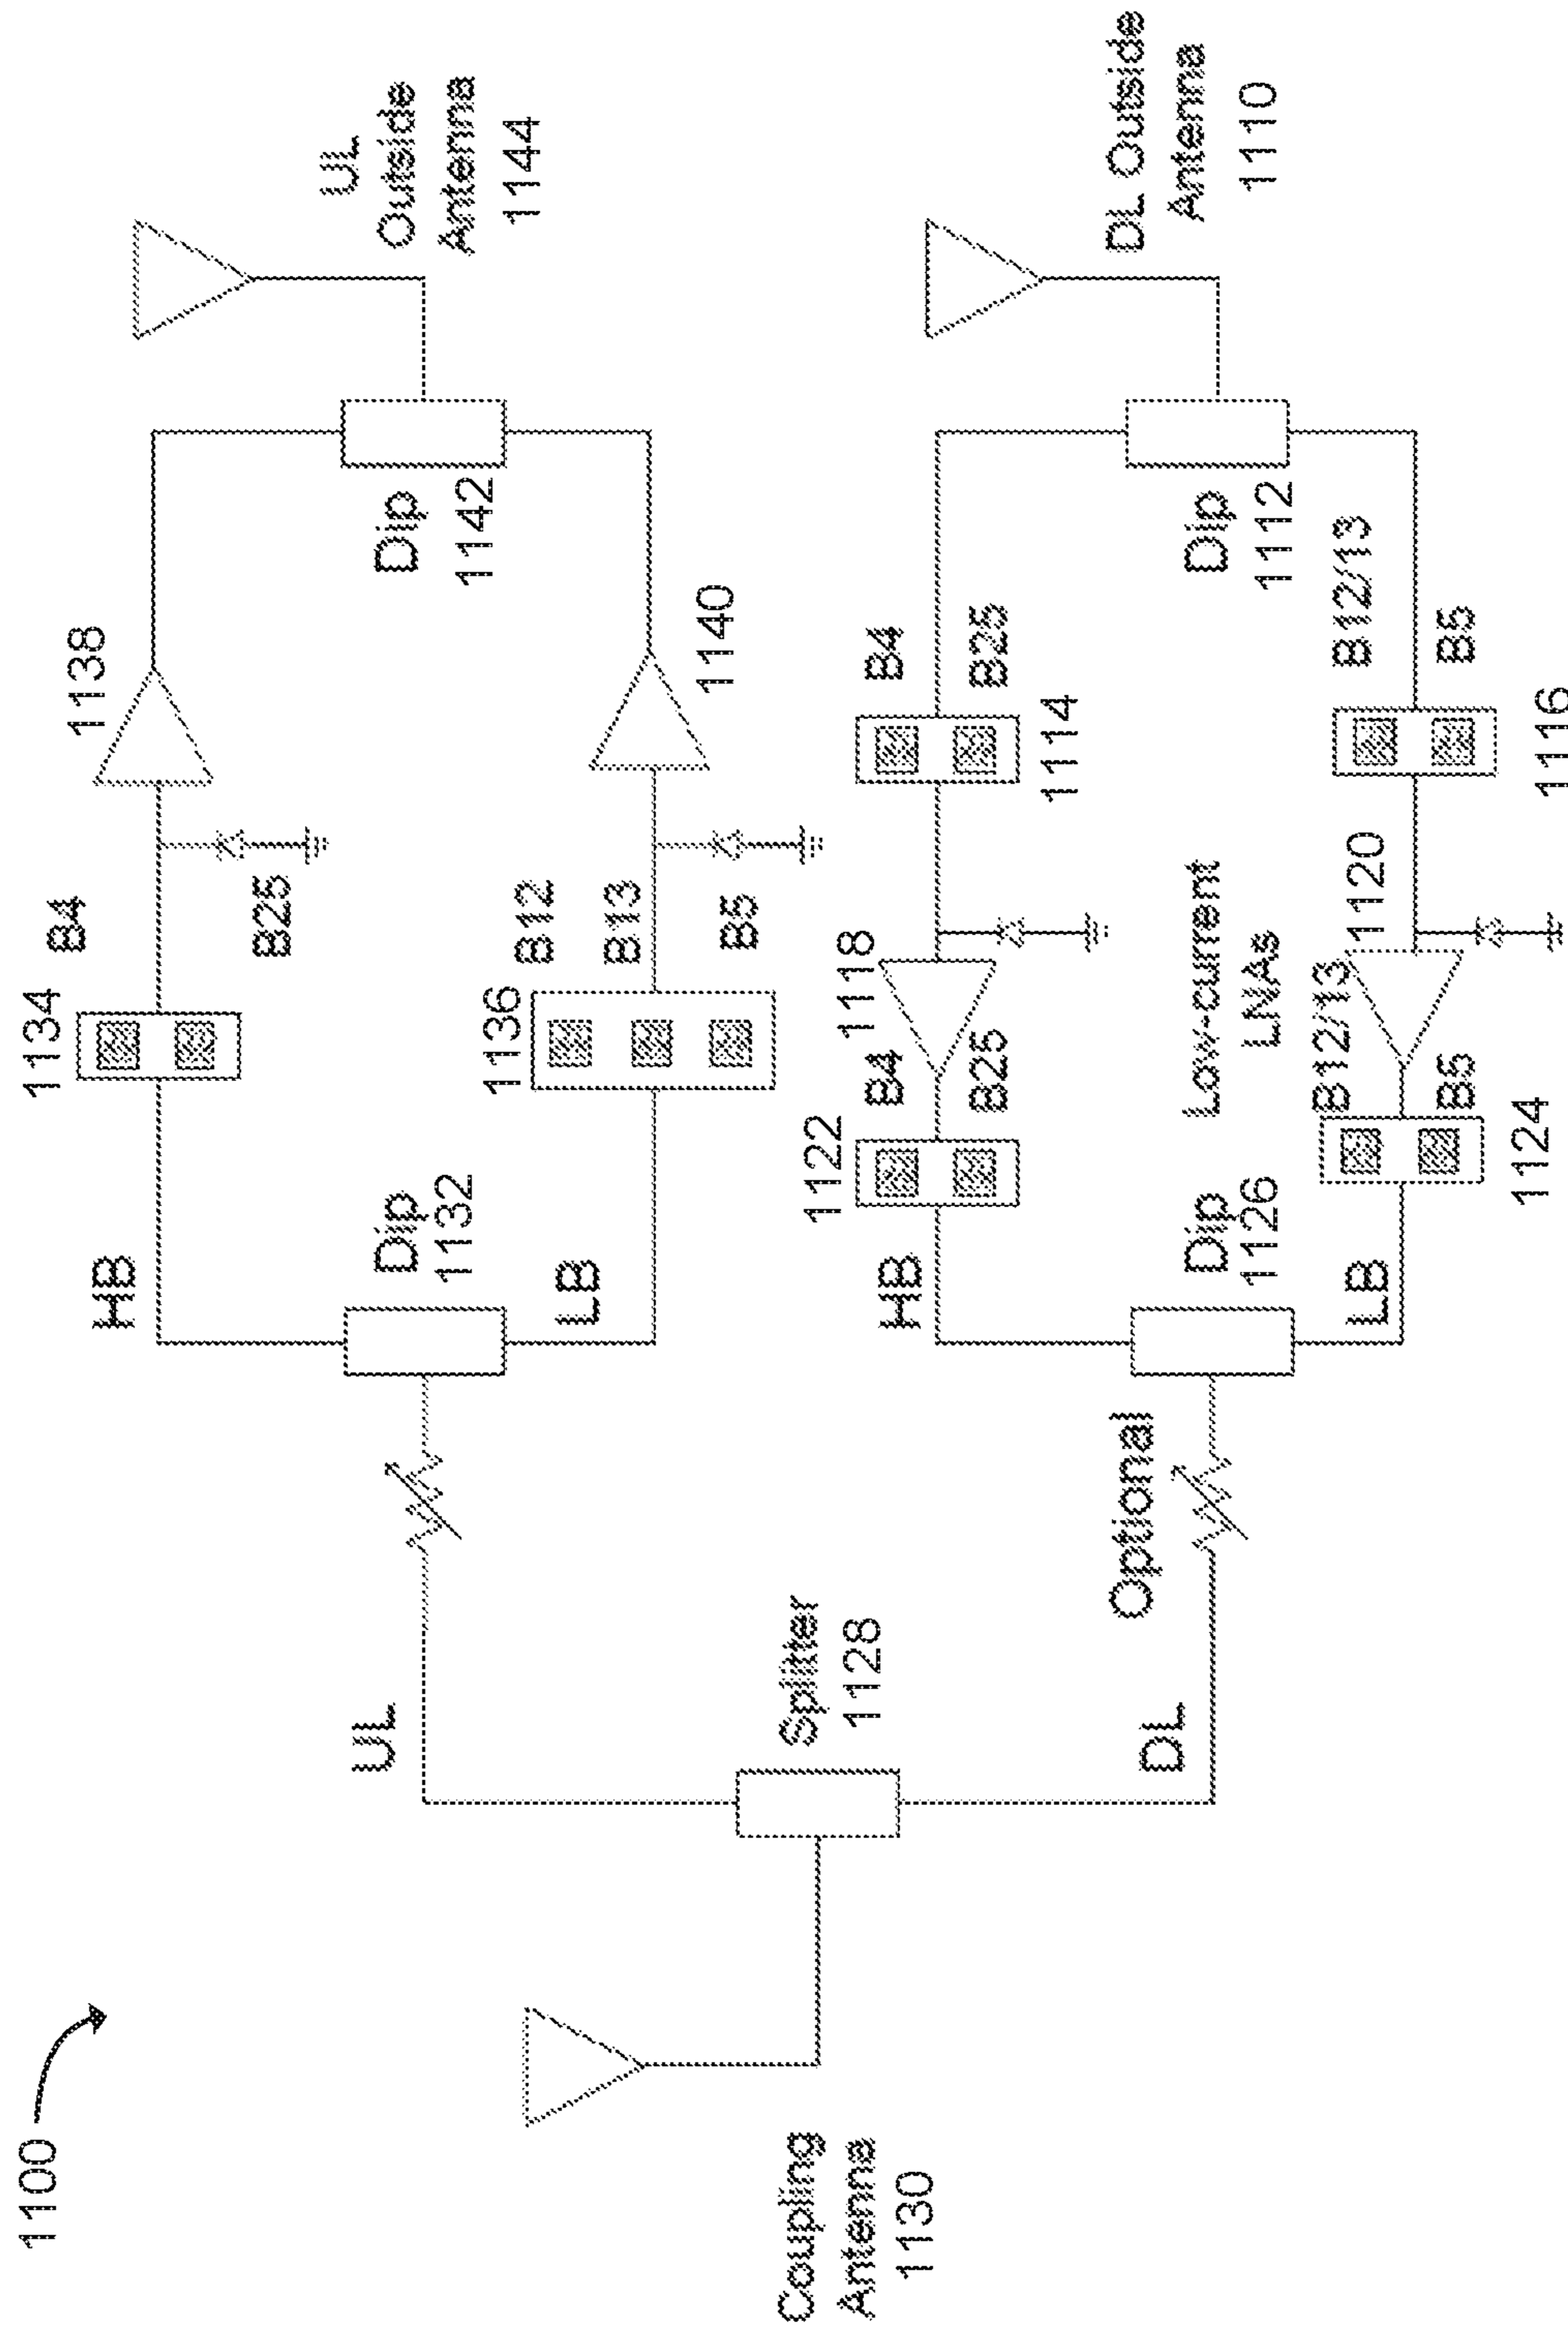 1100
Coupling
Antenna
1130
Splitter
1128
UL
DL
Optional
HB
Dip
1132
LB
1134
B4
B25
1136
B12
B13
B5
1138
1140
Dip
1142
UL
Outside
Antenna
1144
HB
Dip
1126
LB
1122
B4
B25
1118
Low-current
LNAs
B12/13
B5
1124
1120
B4
B25
1114
B12/13
B5
1116
Dip
1112
DL Outside
Antenna
1110